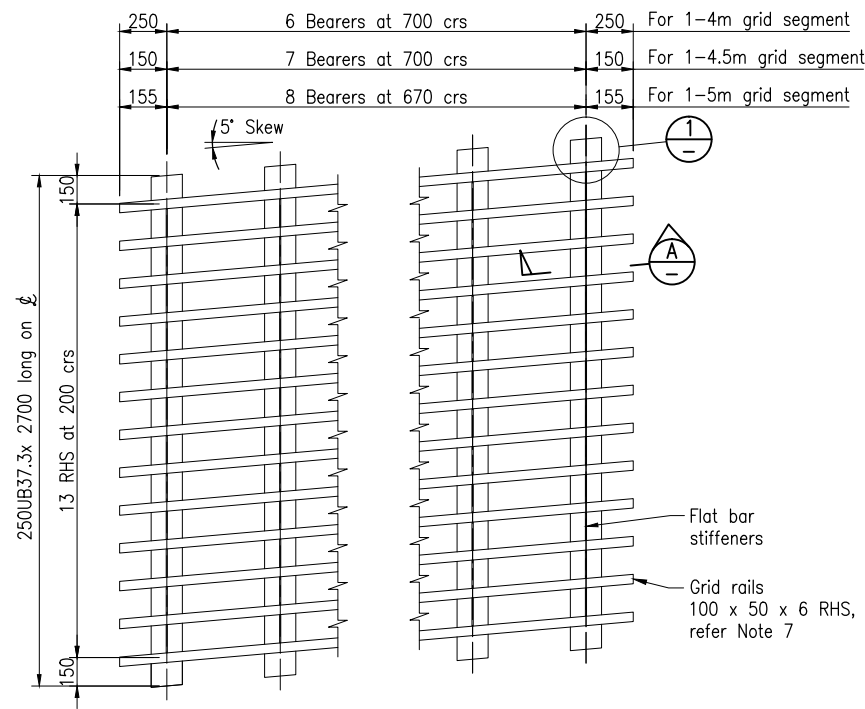 250 6 Bearers at 700 crs 250 For 1-4m grid segment
150 7 Bearers at 700 crs 150 For 1-4.5m grid segment
155 8 Bearers at 670 crs 155 For 1-5m grid segment
5° Skew
1
-
150
A
-
250UB37.3x 2700 long on ℄
13 RHS at 200 crs
Flat bar
stiffeners
Grid rails
100 x 50 x 6 RHS,
refer Note 7
150